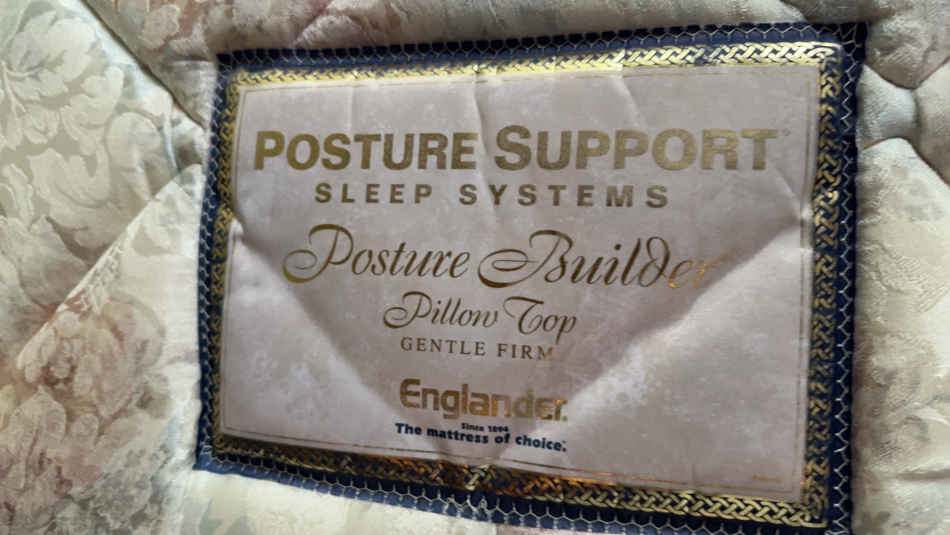 POSTURE SUPPORT
SLEEP SYSTEMS
Posture Builder
Pillow Top
GENTLE FIRM
Englander.
Since 1894
The mattress of choice.